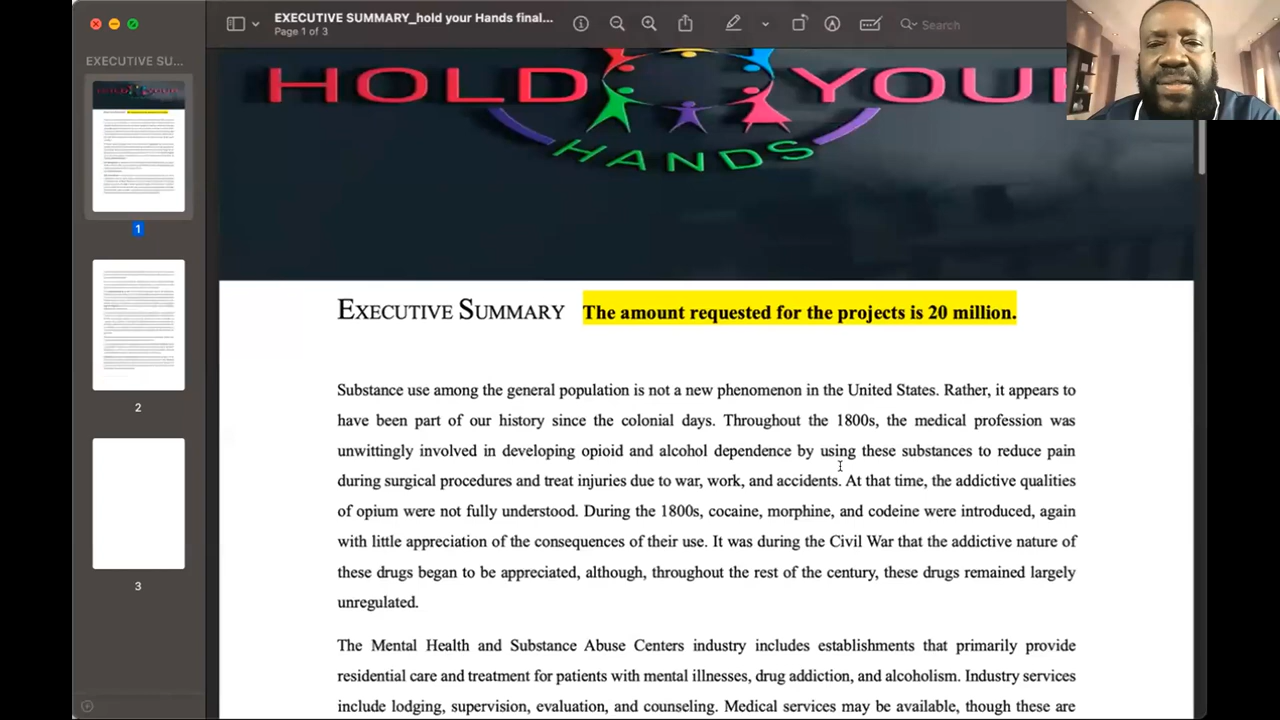 EXECUTIVE SUMMARY_hold your Hands final...
Page 1 of 3
Search
EXECUTIVE SU...
1
2
3
HOLD YOUR
HANDS
EXECUTIVE SUMMARY The amount requested for the projects is 20 million.
Substance use among the general population is not a new phenomenon in the United States. Rather, it appears to
have been part of our history since the colonial days. Throughout the 1800s, the medical profession was
unwittingly involved in developing opioid and alcohol dependence by using these substances to reduce pain
during surgical procedures and treat injuries due to war, work, and accidents. At that time, the addictive qualities
of opium were not fully understood. During the 1800s, cocaine, morphine, and codeine were introduced, again
with little appreciation of the consequences of their use. It was during the Civil War that the addictive nature of
these drugs began to be appreciated, although, throughout the rest of the century, these drugs remained largely
unregulated.
The Mental Health and Substance Abuse Centers industry includes establishments that primarily provide
residential care and treatment for patients with mental illnesses, drug addiction, and alcoholism. Industry services
include lodging, supervision, evaluation, and counseling. Medical services may be available, though these are